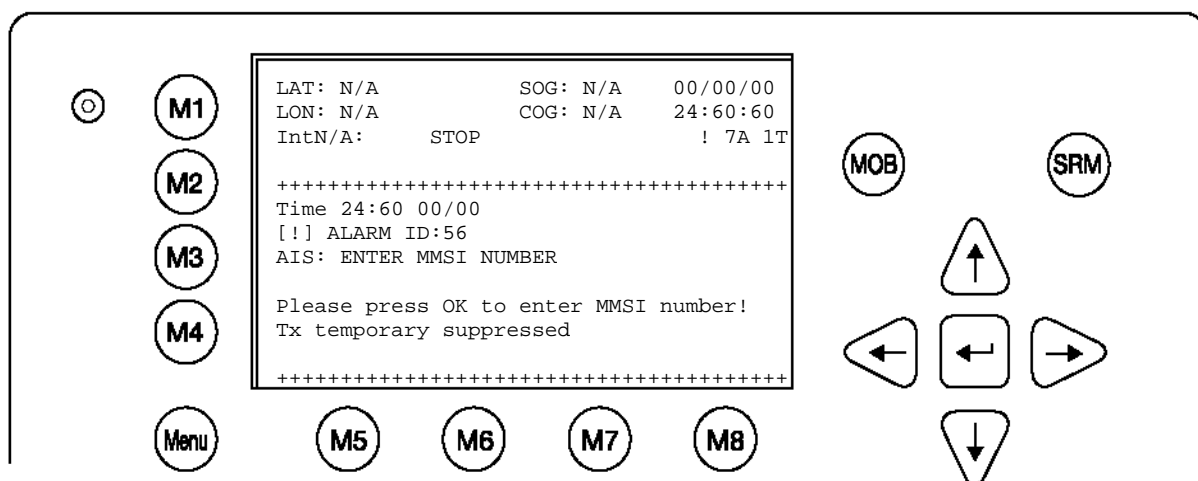 LAT: N/A SOG: N/A 00/00/00
LON: N/A COG: N/A 24:60:60
IntN/A: STOP ! 7A 1T
++++++++++++++++++++++++++++++++++++++++
Time 24:60 00/00
[!] ALARM ID:56
AIS: ENTER MMSI NUMBER
Please press OK to enter MMSI number!
Tx temporary suppressed
++++++++++++++++++++++++++++++++++++++++
M1
M2
M3
M4
Menu
M5 M6 M7 M8
MOB SRM